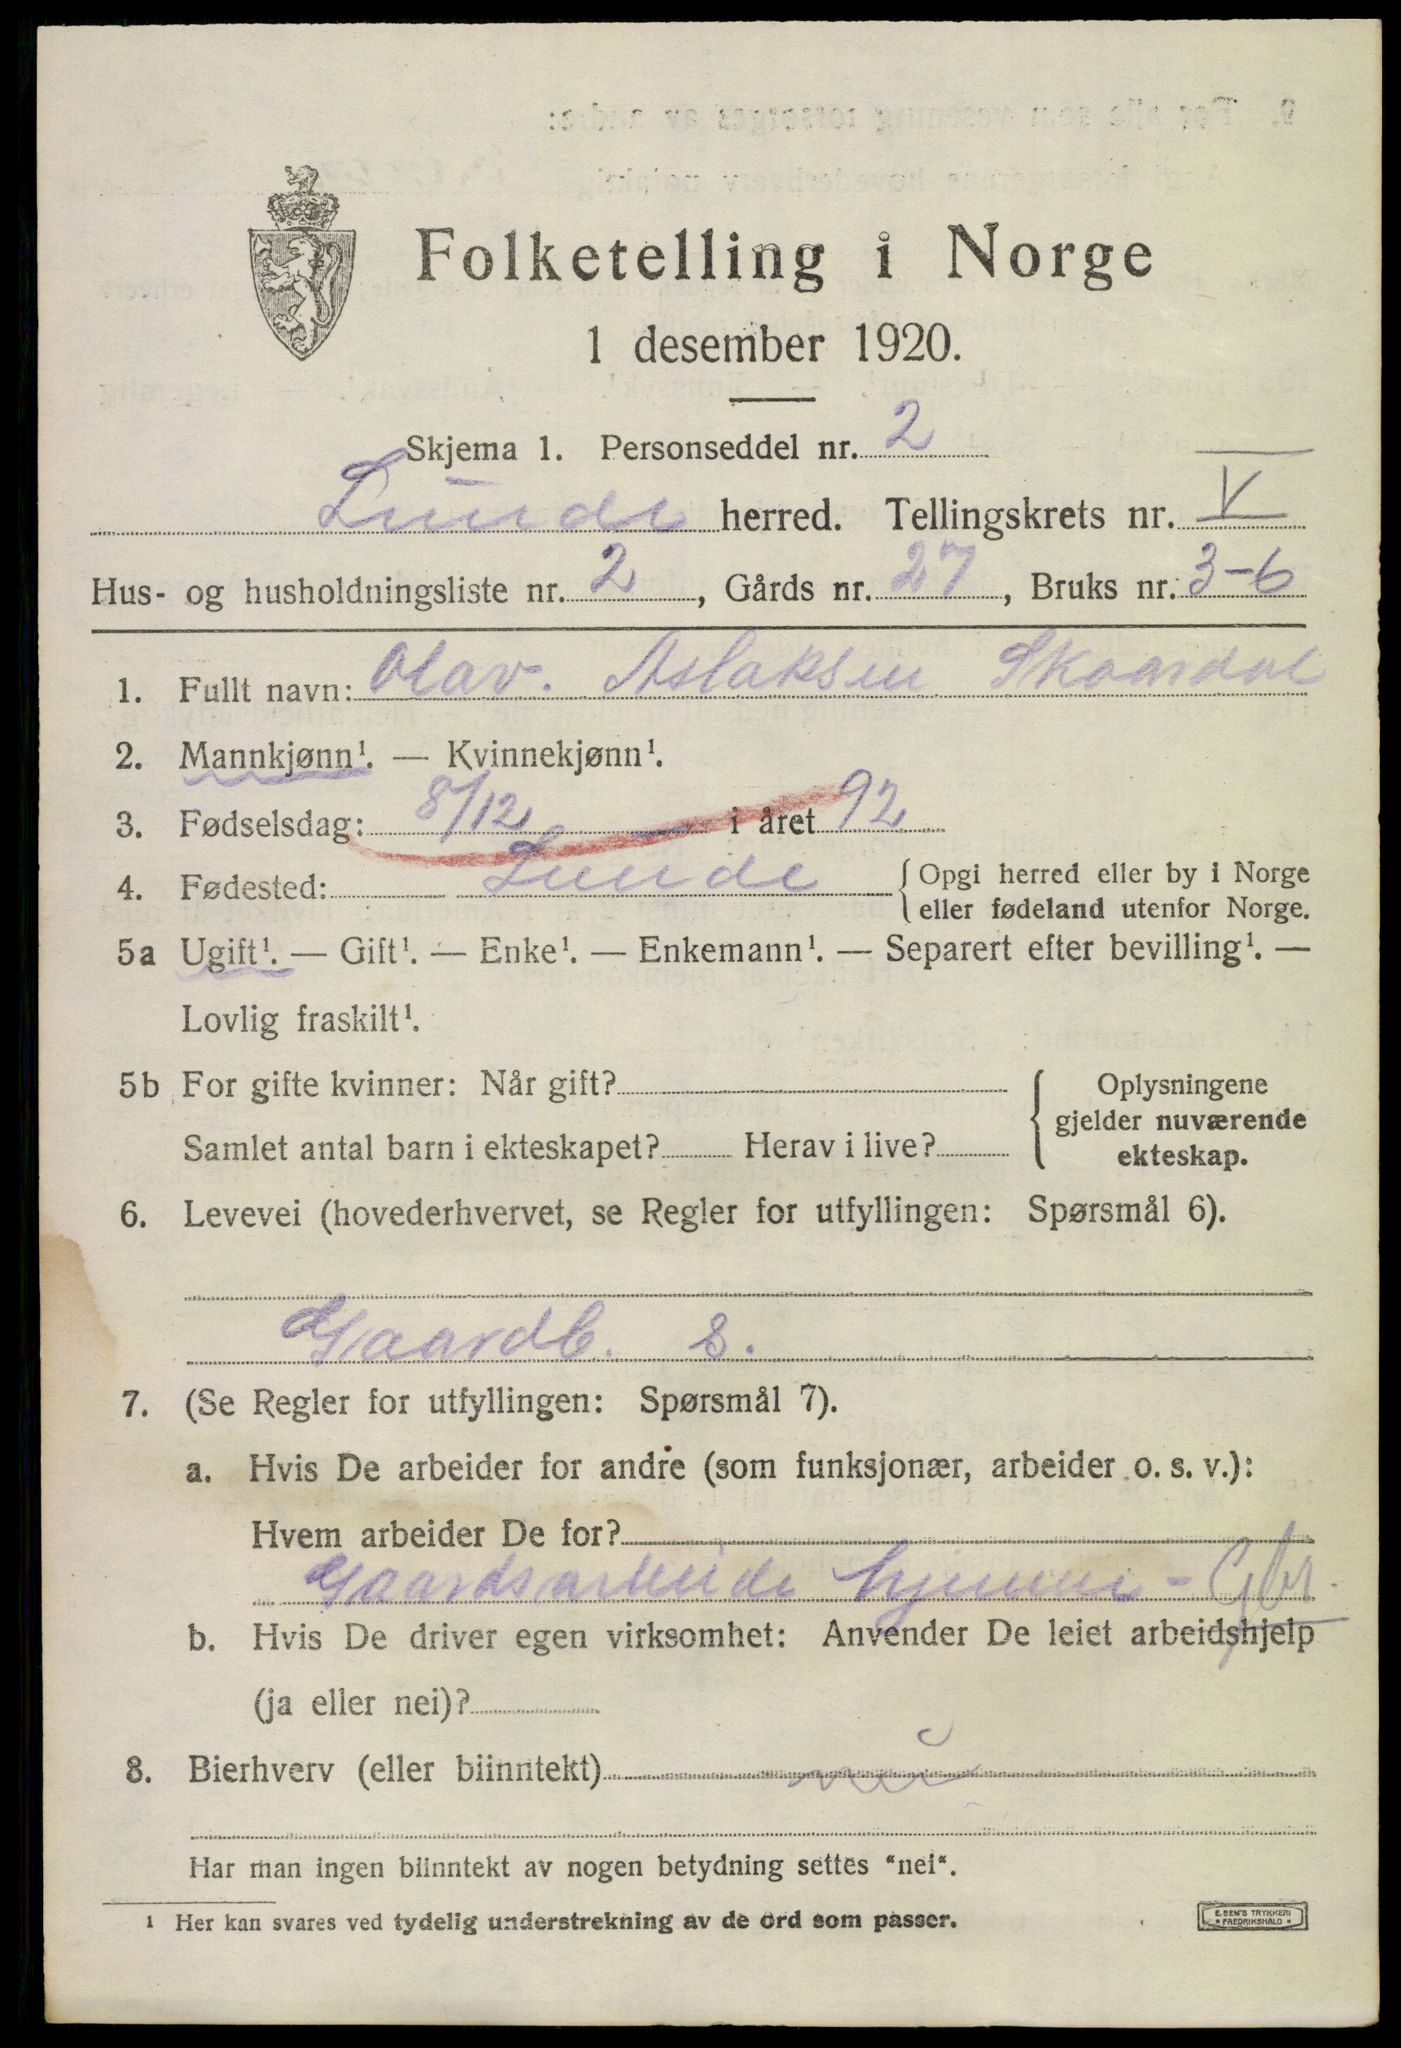 Folketelling i Norge
1 desember 1920.
Skjema 1. Personseddel nr. 2
Lunde herred. Tellingskrets nr. V
Hus- og husholdningsliste nr. 2, Gårds nr. 27, Bruks nr. 3-6
1. Fullt navn: Olav. Aslaksen Skaardal
2. Mannkjønn¹. — Kvinnekjønn¹.
3. Fødselsdag: 8/12 i året 92
4. Fødested: Lunde { Opgi herred eller by i Norge
eller fødeland utenfor Norge.
5a Ugift¹. — Gift¹. — Enke¹. — Enkemann¹. — Separert efter bevilling¹. —
Lovlig fraskilt¹.
5b For gifte kvinner: Når gift? { Oplysningene
gjelder nuværende
Samlet antal barn i ekteskapet? Herav i live? ekteskap.
6. Levevei (hovederhvervet, se Regler for utfyllingen: Spørsmål 6).
Gaardb. S.
7. (Se Regler for utfyllingen: Spørsmål 7).
a. Hvis De arbeider for andre (som funksjonær, arbeider o. s. v.):
Hvem arbeider De for?
Gaardsarbeide hjemme - Gbr.
b. Hvis De driver egen virksomhet: Anvender De leiet arbeidshjelp
(ja eller nei)?
8. Bierhverv (eller biinntekt) nei
Har man ingen biinntekt av nogen betydning settes “nei“.
¹ Her kan svares ved tydelig understrekning av de ord som passer.
E. SEM'S TRYKKERI
* FREDRIKSHALD *